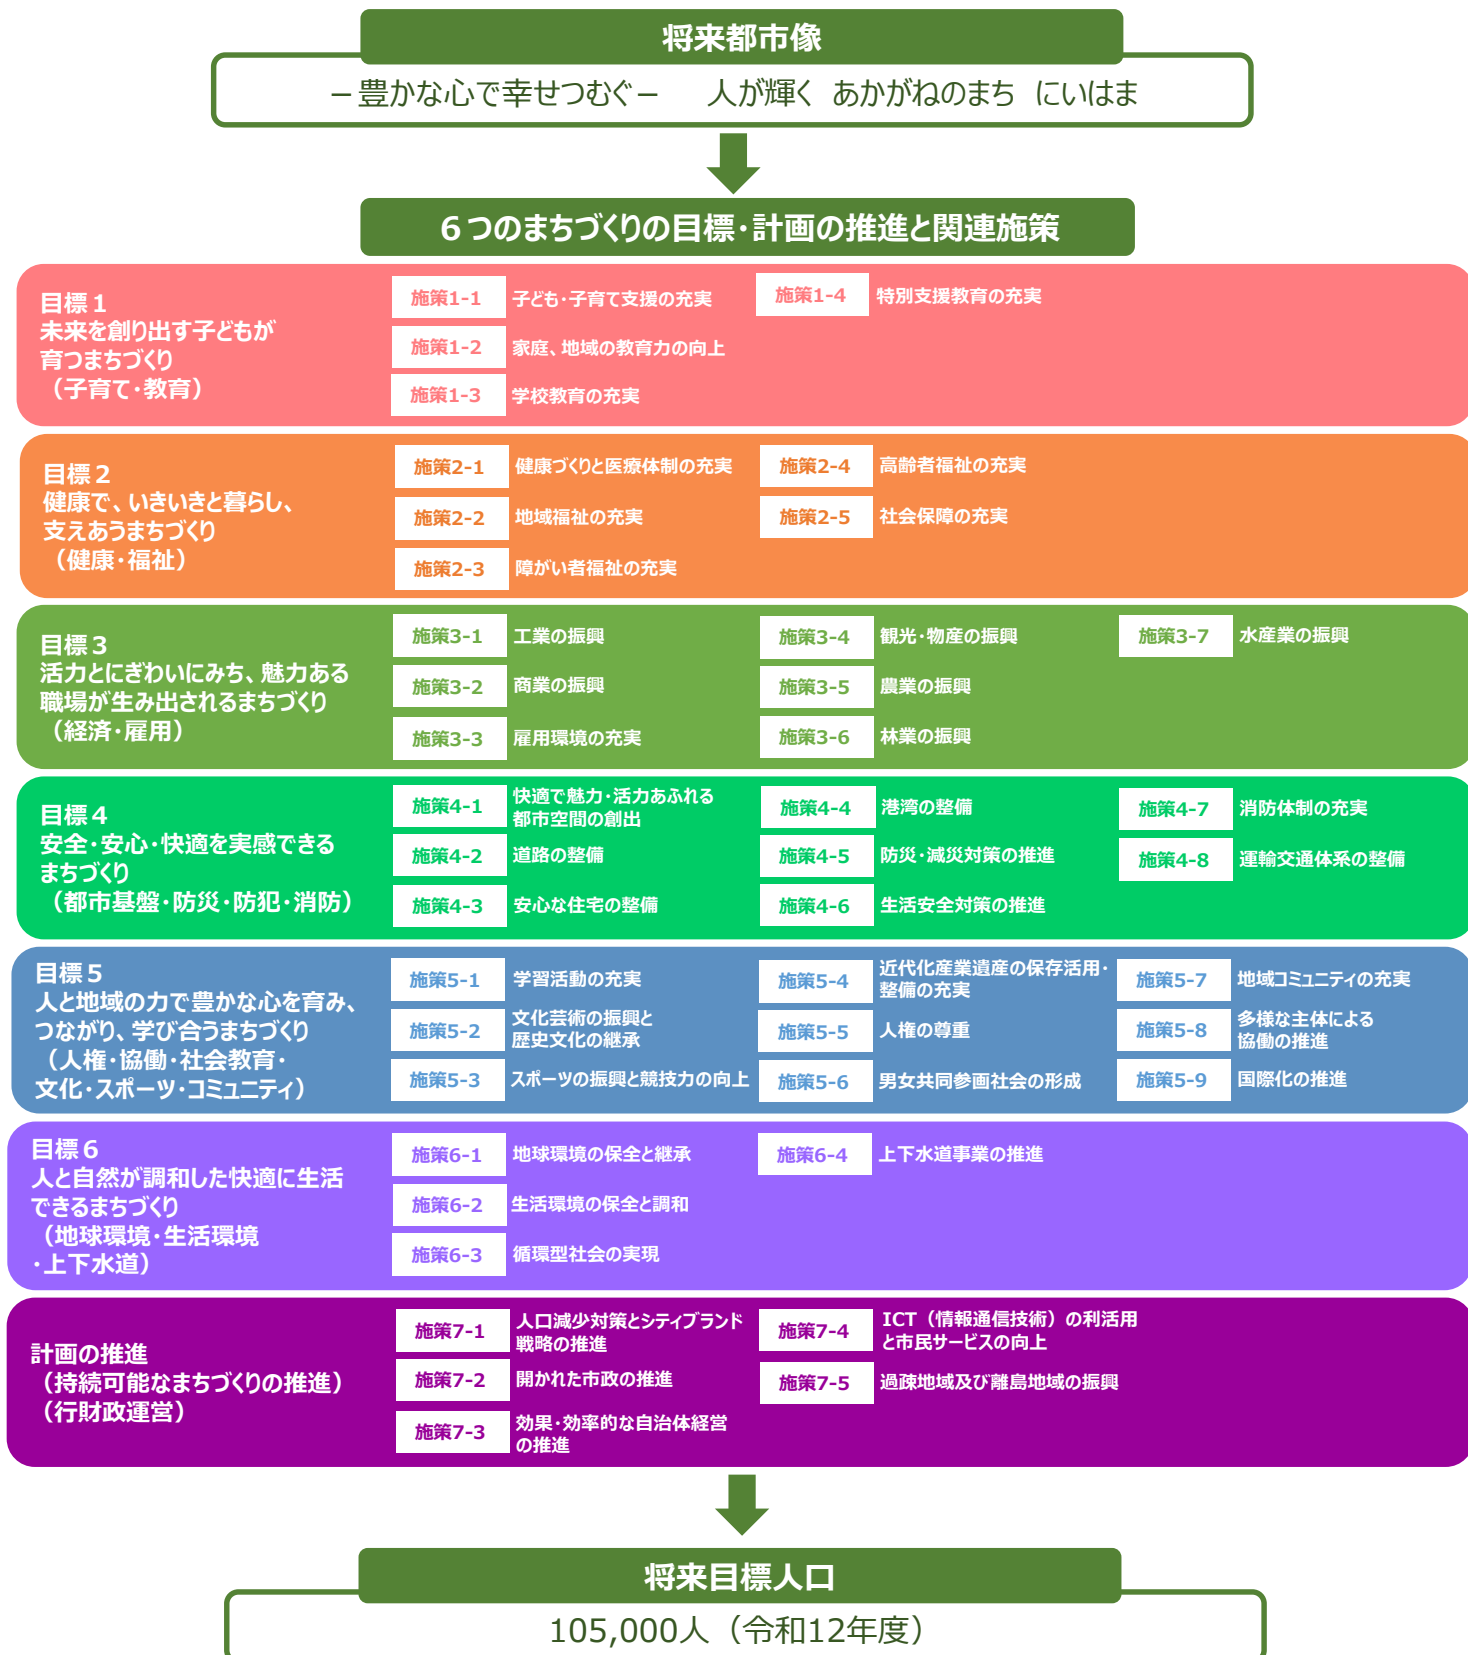 将来都市像
－豊かな心で幸せつむぐ－　人が輝く あかがねのまち にいはま
６つのまちづくりの目標・計画の推進と関連施策
目標１
未来を創り出す子どもが
育つまちづくり
（子育て・教育）
施策1-1 子ども・子育て支援の充実
施策1-2 家庭、地域の教育力の向上
施策1-3 学校教育の充実
施策1-4 特別支援教育の充実
目標２
健康で、いきいきと暮らし、
支えあうまちづくり
（健康・福祉）
施策2-1 健康づくりと医療体制の充実
施策2-2 地域福祉の充実
施策2-3 障がい者福祉の充実
施策2-4 高齢者福祉の充実
施策2-5 社会保障の充実
目標３
活力とにぎわいにみち、魅力ある
職場が生み出されるまちづくり
（経済・雇用）
施策3-1 工業の振興
施策3-2 商業の振興
施策3-3 雇用環境の充実
施策3-4 観光・物産の振興
施策3-5 農業の振興
施策3-6 林業の振興
施策3-7 水産業の振興
目標４
安全・安心・快適を実感できる
まちづくり
（都市基盤・防災・防犯・消防）
施策4-1 快適で魅力・活力あふれる
都市空間の創出
施策4-2 道路の整備
施策4-3 安心な住宅の整備
施策4-4 港湾の整備
施策4-5 防災・減災対策の推進
施策4-6 生活安全対策の推進
施策4-7 消防体制の充実
施策4-8 運輸交通体系の整備
目標５
人と地域の力で豊かな心を育み、
つながり、学び合うまちづくり
（人権・協働・社会教育・
文化・スポーツ・コミュニティ）
施策5-1 学習活動の充実
施策5-2 文化芸術の振興と
歴史文化の継承
施策5-3 スポーツの振興と競技力の向上
施策5-4 近代化産業遺産の保存活用・
整備の充実
施策5-5 人権の尊重
施策5-6 男女共同参画社会の形成
施策5-7 地域コミュニティの充実
施策5-8 多様な主体による
協働の推進
施策5-9 国際化の推進
目標６
人と自然が調和した快適に生活
できるまちづくり
（地球環境・生活環境
・上下水道）
施策6-1 地球環境の保全と継承
施策6-2 生活環境の保全と調和
施策6-3 循環型社会の実現
施策6-4 上下水道事業の推進
計画の推進
（持続可能なまちづくりの推進）
（行財政運営）
施策7-1 人口減少対策とシティブランド
戦略の推進
施策7-2 開かれた市政の推進
施策7-3 効果・効率的な自治体経営
の推進
施策7-4 ICT（情報通信技術）の利活用
と市民サービスの向上
施策7-5 過疎地域及び離島地域の振興
将来目標人口
105,000人（令和12年度）